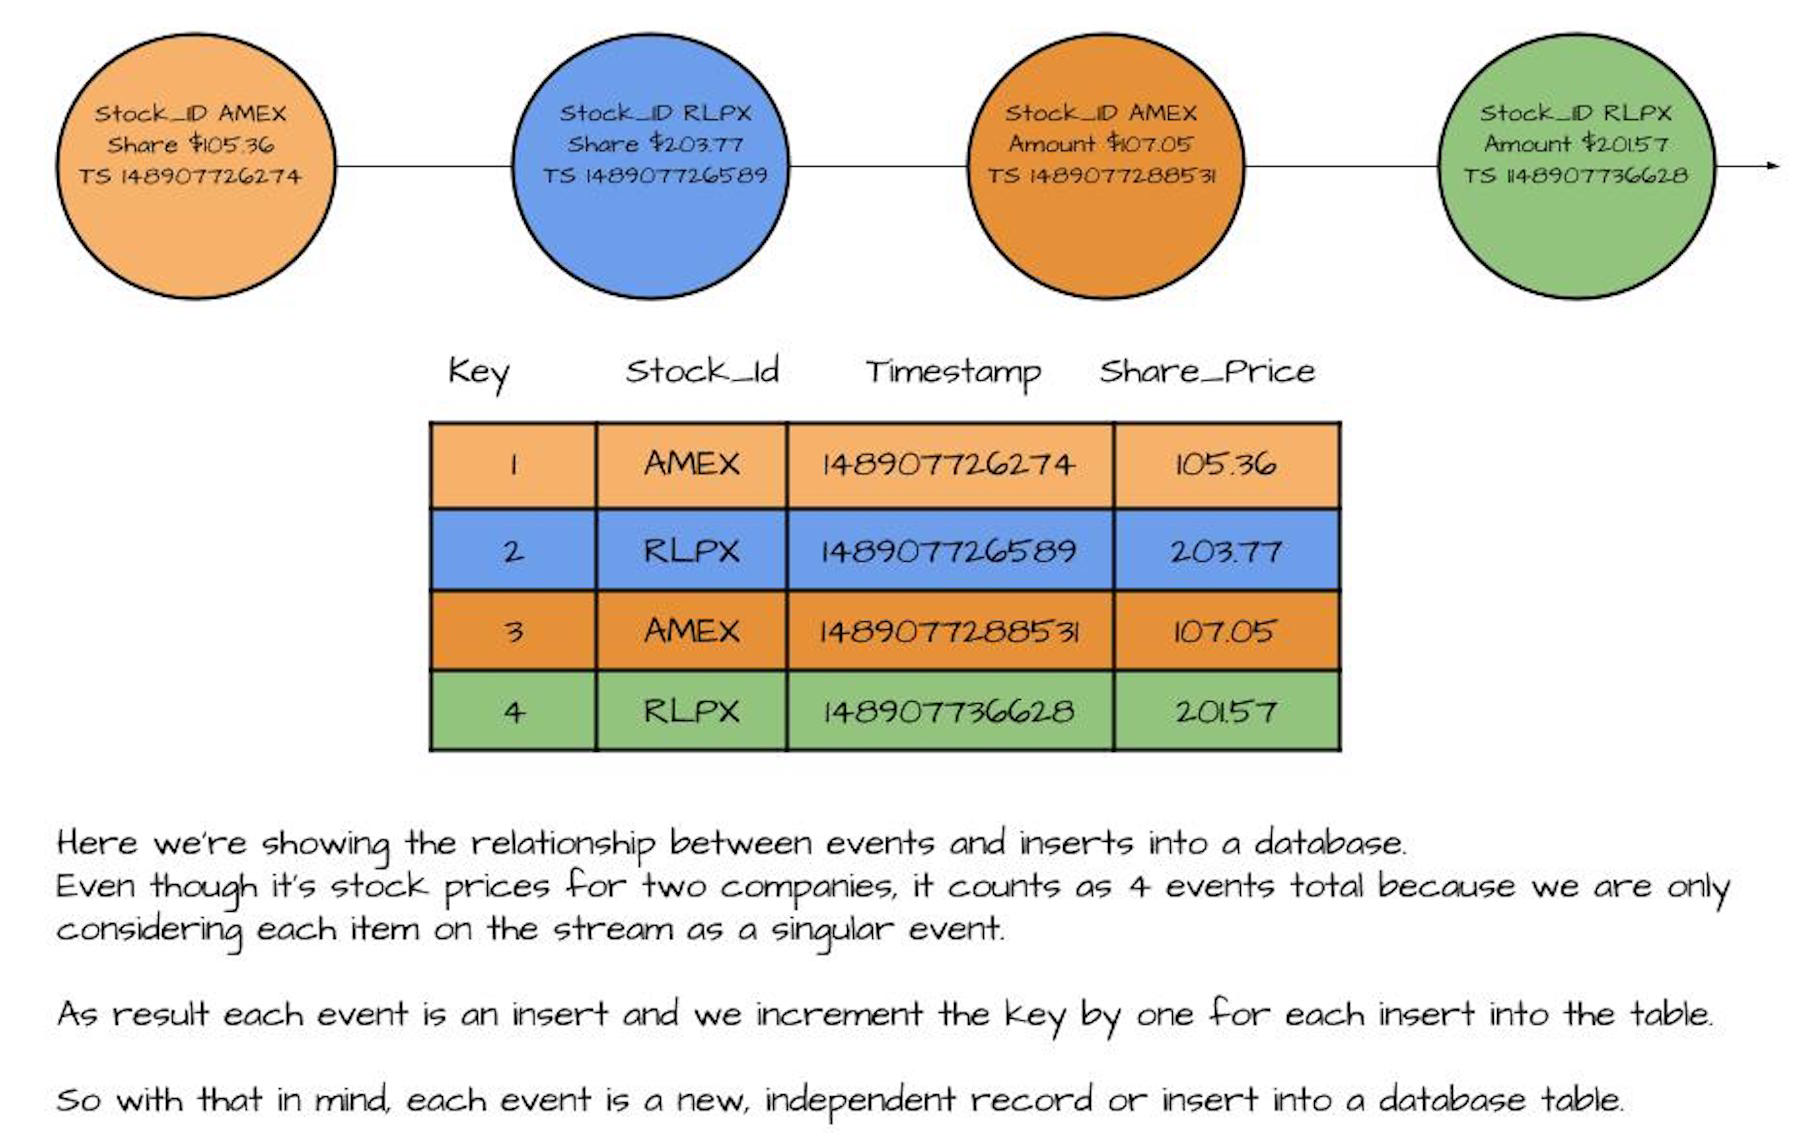 Stock_ID AMEX
Share $105.36
TS 148907726274
Stock_ID RLPX
Share $203.77
TS 148907726589
Stock_ID AMEX
Amount $107.05
TS 1489077288531
Stock_ID RLPX
Amount $201.57
TS 1148907736628
Key Stock_Id Timestamp Share_Price
1 AMEX 148907726274 105.36
2 RLPX 148907726589 203.77
3 AMEX 1489077288531 107.05
4 RLPX 148907736628 201.57
Here we're showing the relationship between events and inserts into a database.
Even though it's stock prices for two companies, it counts as 4 events total because we are only
considering each item on the stream as a singular event.
As result each event is an insert and we increment the key by one for each insert into the table.
So with that in mind, each event is a new, independent record or insert into a database table.